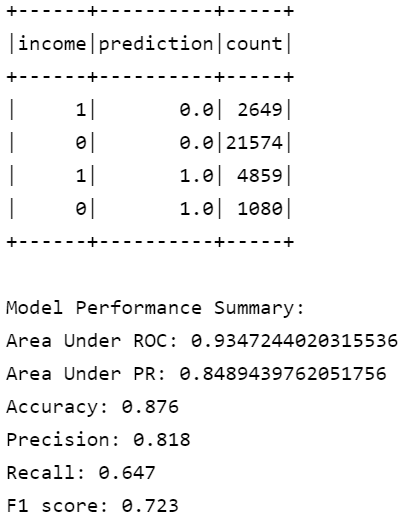 +------+----------+-----+
|income|prediction|count|
+------+----------+-----+
|     1|       0.0| 2649|
|     0|       0.0|21574|
|     1|       1.0| 4859|
|     0|       1.0| 1080|
+------+----------+-----+

Model Performance Summary:
Area Under ROC: 0.9347244020315536
Area Under PR: 0.8489439762051756
Accuracy: 0.876
Precision: 0.818
Recall: 0.647
F1 score: 0.723